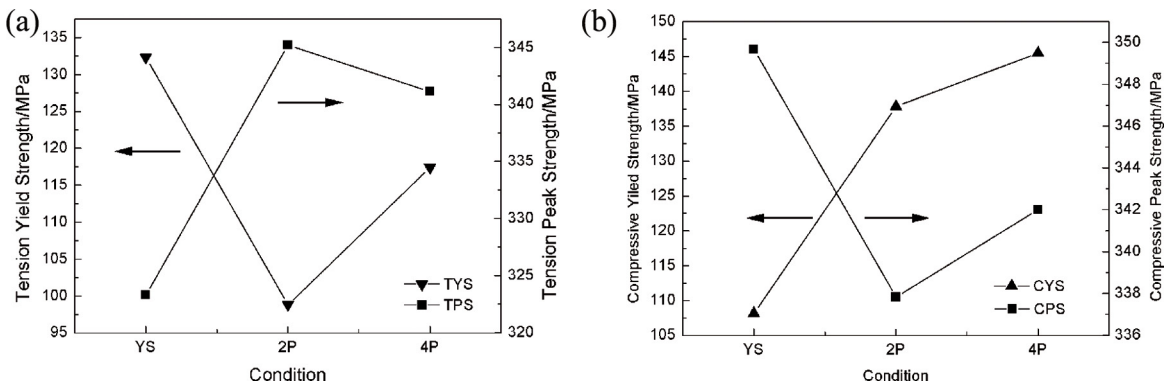 (a)
Tension Yield Strength/MPa
135
130
125
120
115
110
105
100
95
345
340
335
330
325
320
Tension Peak Strength/MPa
TYS
TPS
YS 2P 4P
Condition
(b)
Compressive Yiled Strength/MPa
150
145
140
135
130
125
120
115
110
105
350
348
346
344
342
340
338
336
Compressive Peak Strength/MPa
CYS
CPS
YS 2P 4P
Condition